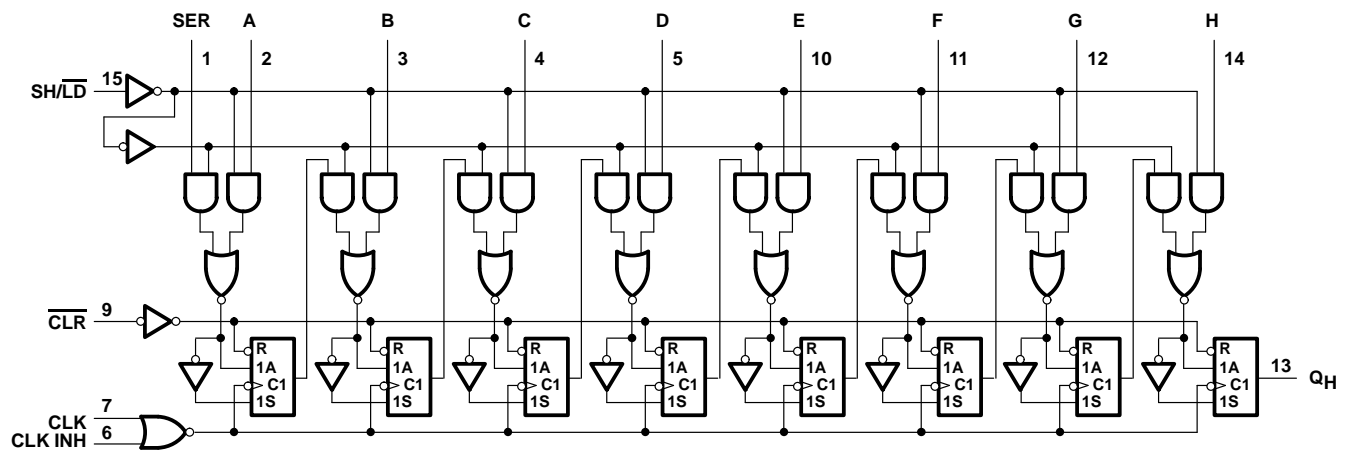 SER A B C D E F G H
1 2 3 4 5 10 11 12 14
SH/LD 15
CLR 9
R R R R R R R R
1A 1A 1A 1A 1A 1A 1A 1A
C1 C1 C1 C1 C1 C1 C1 C1
1S 1S 1S 1S 1S 1S 1S 1S
13 QH
CLK 7
CLK INH 6